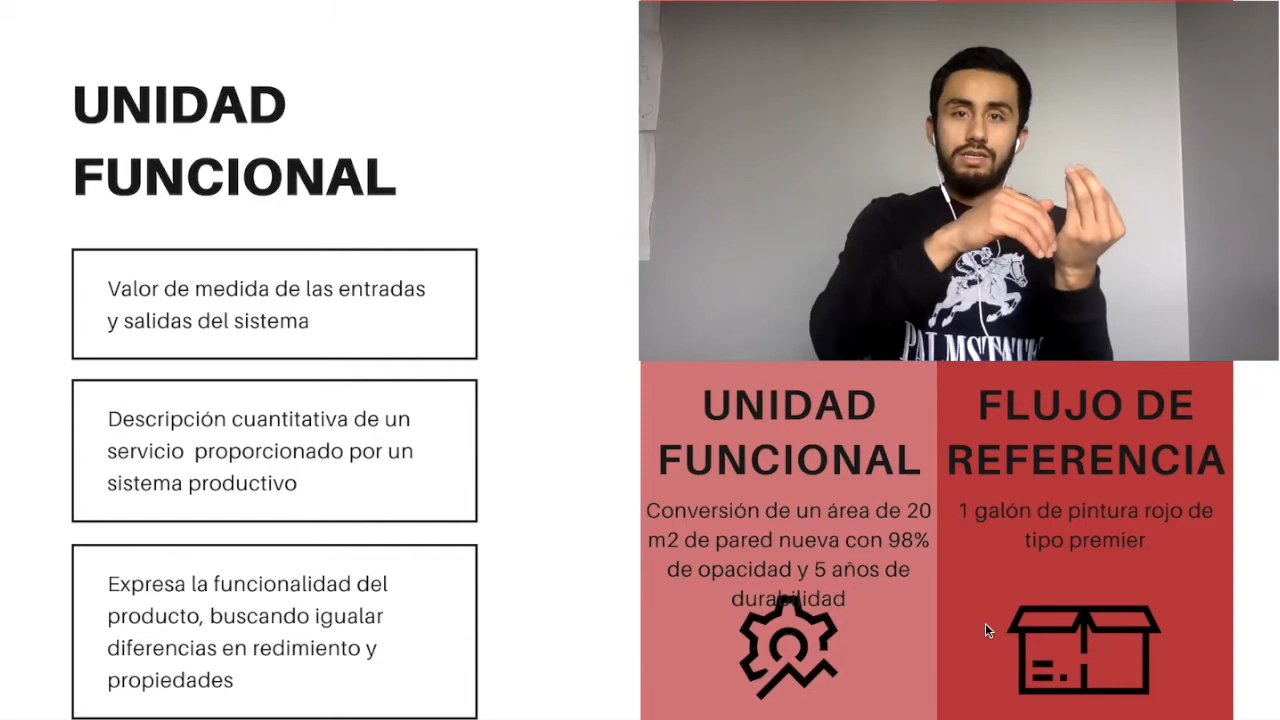 UNIDAD
FUNCIONAL
Valor de medida de las entradas
y salidas del sistema
Descripción cuantitativa de un
servicio proporcionado por un
sistema productivo
Expresa la funcionalidad del
producto, buscando igualar
diferencias en redimiento y
propiedades
PALMSTATE
UNIDAD
FUNCIONAL
Conversión de un área de 20
m2 de pared nueva con 98%
de opacidad y 5 años de
durabilidad
FLUJO DE
REFERENCIA
1 galón de pintura rojo de
tipo premier